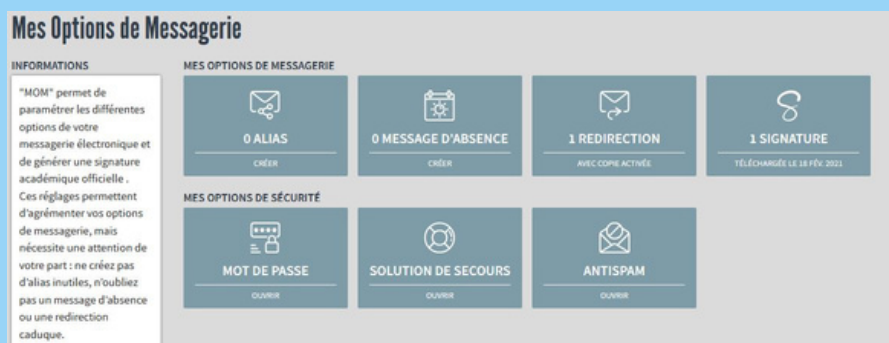 Mes Options de Messagerie
INFORMATIONS
"MOM" permet de
paramétrer les différentes
options de votre
messagerie électronique et
de générer une signature
académique officielle .
Ces réglages permettent
d'agrémenter vos options
de messagerie, mais
nécessite une attention de
votre part : ne créez pas
d'alias inutiles, n'oubliez
pas un message d'absence
ou une redirection
caduque.
MES OPTIONS DE MESSAGERIE
0 ALIAS
CRÉER
0 MESSAGE D'ABSENCE
CRÉER
1 REDIRECTION
AVEC COPIE ACTIVÉE
1 SIGNATURE
TÉLÉCHARGÉE LE 18 FÉV. 2021
MES OPTIONS DE SÉCURITÉ
MOT DE PASSE
OUVRIR
SOLUTION DE SECOURS
OUVRIR
ANTISPAM
OUVRIR